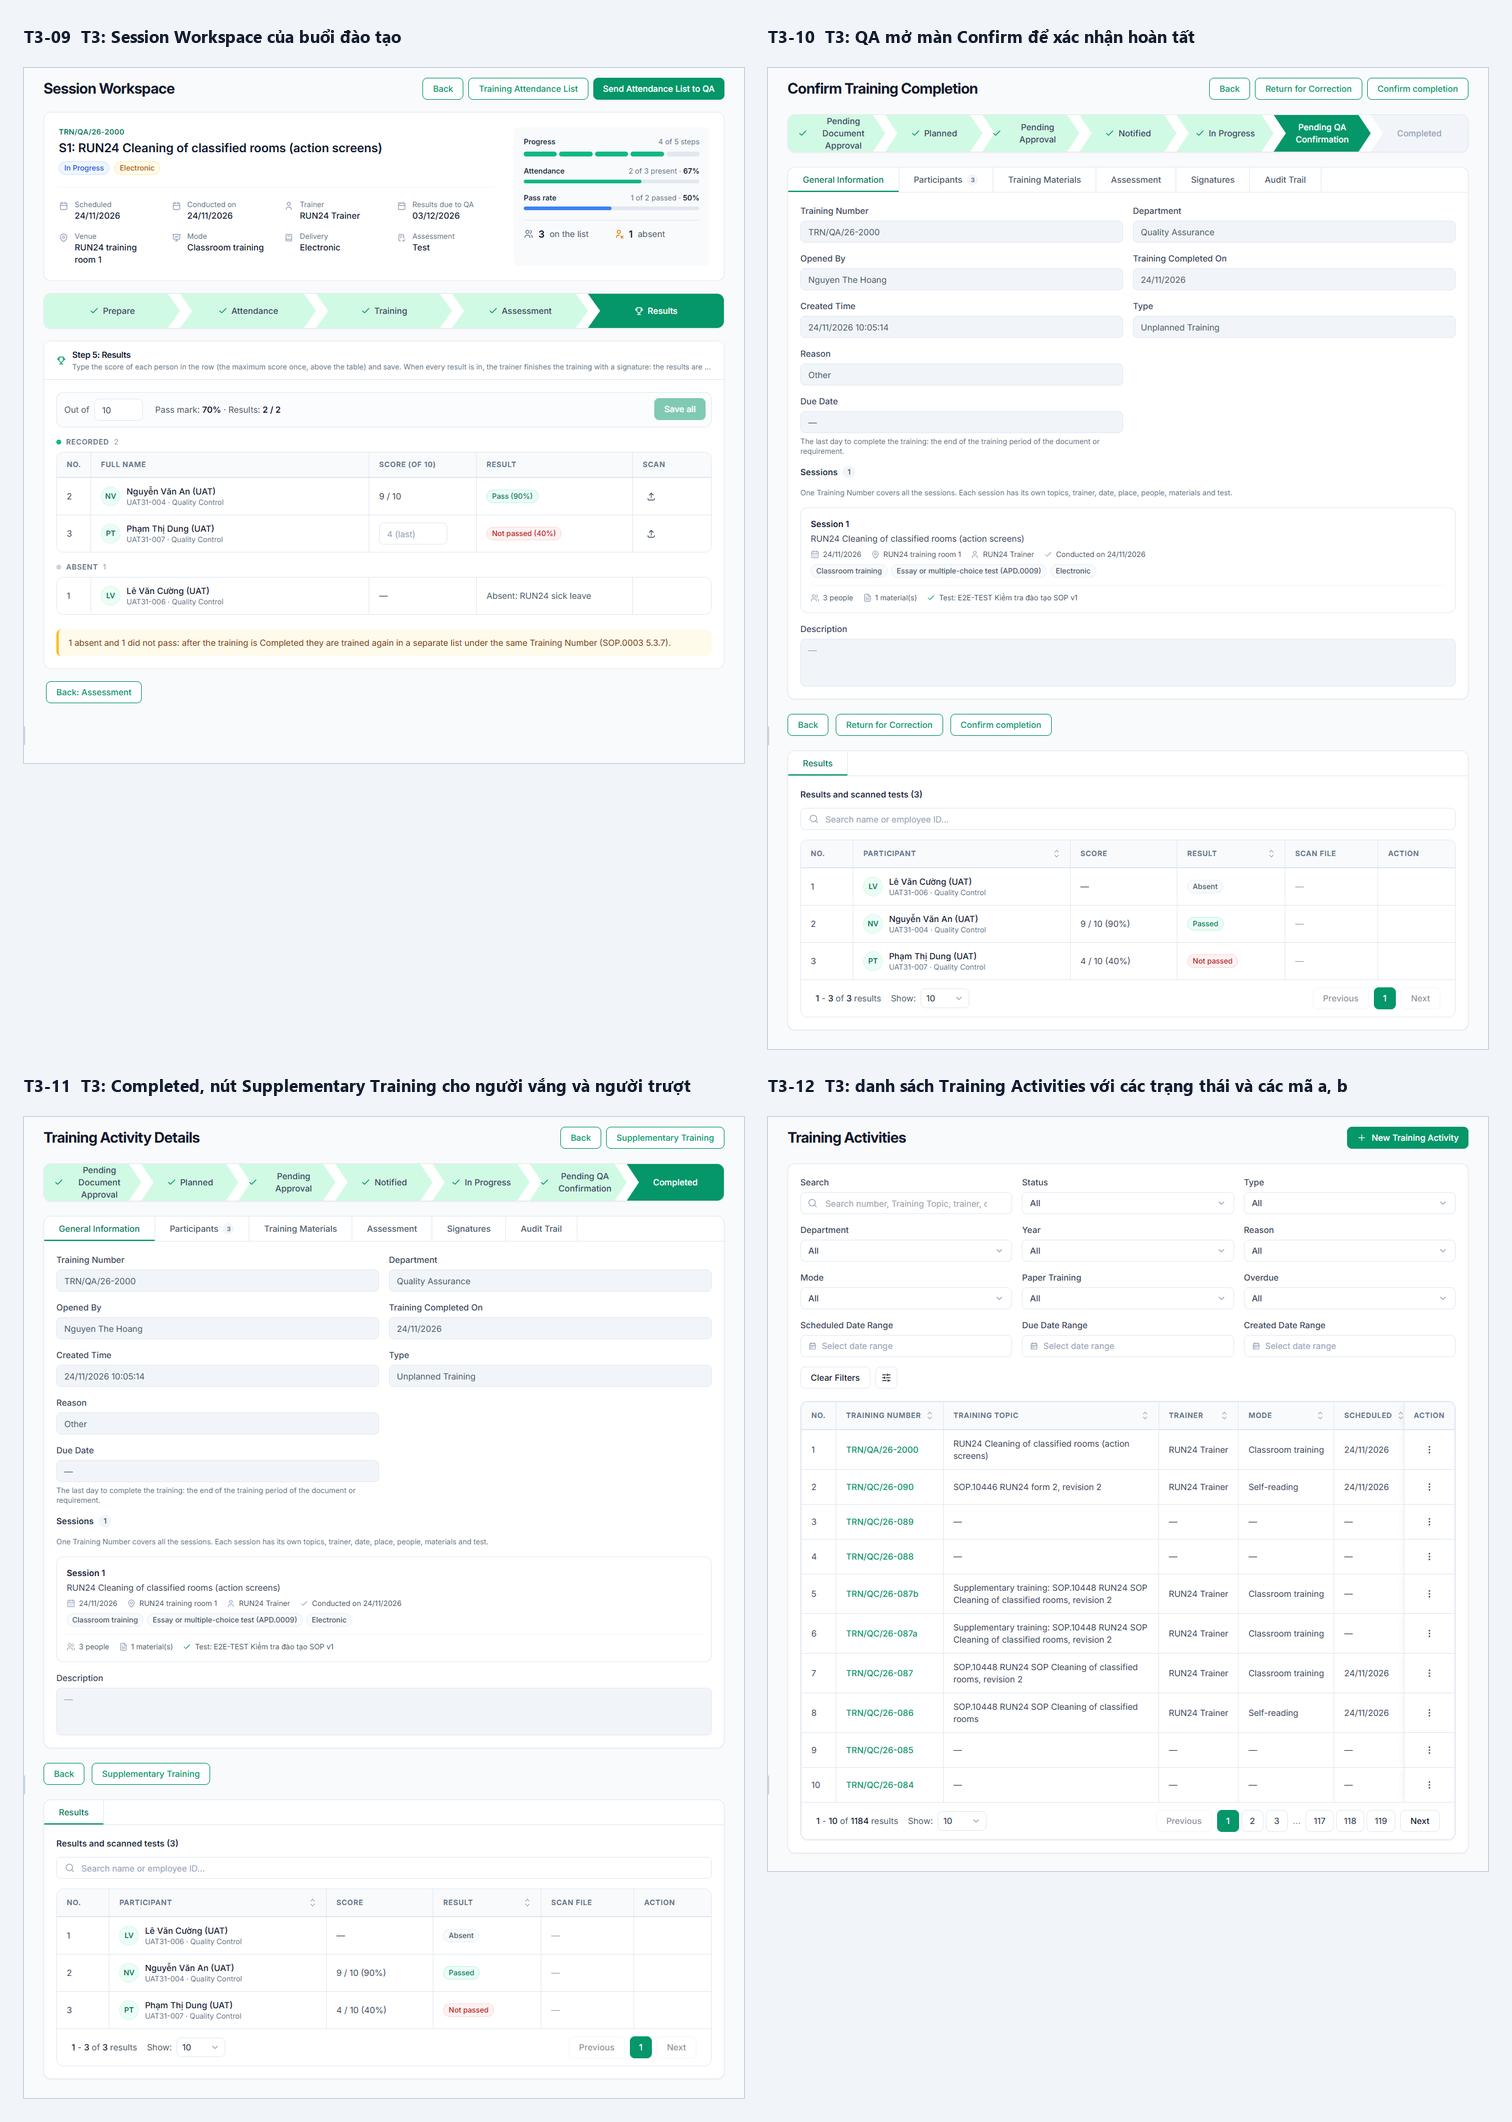 T3-09 T3: Session Workspace của buổi đào tạo
Session Workspace
Back
Training Attendance List
Send Attendance List to QA
TRN/QA/26-2000
S1: RUN24 Cleaning of classified rooms (action screens)
In Progress
Electronic
Scheduled
24/11/2026
Conducted on
24/11/2026
Trainer
RUN24 Trainer
Results due to QA
03/12/2026
Venue
RUN24 training
room 1
Mode
Classroom training
Delivery
Electronic
Assessment
Test
Progress
4 of 5 steps
Attendance
2 of 3 present · 67%
Pass rate
1 of 2 passed · 50%
3 on the list
1 absent
Prepare
Attendance
Training
Assessment
Results
Step 5: Results
Type the score of each person in the row (the maximum score once, above the table) and save. When every result is in, the trainer finishes the training with a signature: the results are ...
Out of
10
Pass mark: 70% · Results: 2 / 2
Save all
RECORDED 2
NO. FULL NAME SCORE (OF 10) RESULT SCAN
2 NV Nguyễn Văn An (UAT) 9 / 10 Pass (90%)
UAT31-004 · Quality Control
3 PT Phạm Thị Dung (UAT) 4 (last) Not passed (40%)
UAT31-007 · Quality Control
ABSENT 1
1 LV Lê Văn Cường (UAT) — Absent: RUN24 sick leave
UAT31-006 · Quality Control
1 absent and 1 did not pass: after the training is Completed they are trained again in a separate list under the same Training Number (SOP.0003 5.3.7).
Back: Assessment
T3-10 T3: QA mở màn Confirm để xác nhận hoàn tất
Confirm Training Completion
Back
Return for Correction
Confirm completion
Pending
Document
Approval
Planned
Pending
Approval
Notified
In Progress
Pending QA
Confirmation
Completed
General Information
Participants 3
Training Materials
Assessment
Signatures
Audit Trail
Training Number
TRN/QA/26-2000
Department
Quality Assurance
Opened By
Nguyen The Hoang
Training Completed On
24/11/2026
Created Time
24/11/2026 10:05:14
Type
Unplanned Training
Reason
Other
Due Date
—
The last day to complete the training: the end of the training period of the document or
requirement.
Sessions 1
One Training Number covers all the sessions. Each session has its own topics, trainer, date, place, people, materials and test.
Session 1
RUN24 Cleaning of classified rooms (action screens)
24/11/2026 RUN24 training room 1 RUN24 Trainer Conducted on 24/11/2026
Classroom training Essay or multiple-choice test (APD.0009) Electronic
3 people 1 material(s) Test: E2E-TEST Kiểm tra đào tạo SOP v1
Description
—
Back
Return for Correction
Confirm completion
Results
Results and scanned tests (3)
Search name or employee ID...
NO. PARTICIPANT SCORE RESULT SCAN FILE ACTION
1 LV Lê Văn Cường (UAT) — Absent —
UAT31-006 · Quality Control
2 NV Nguyễn Văn An (UAT) 9 / 10 (90%) Passed —
UAT31-004 · Quality Control
3 PT Phạm Thị Dung (UAT) 4 / 10 (40%) Not passed —
UAT31-007 · Quality Control
1 - 3 of 3 results Show: 10
Previous 1 Next
T3-11 T3: Completed, nút Supplementary Training cho người vắng và người trượt
Training Activity Details
Back
Supplementary Training
Pending
Document
Approval
Planned
Pending
Approval
Notified
In Progress
Pending QA
Confirmation
Completed
General Information
Participants 3
Training Materials
Assessment
Signatures
Audit Trail
Training Number
TRN/QA/26-2000
Department
Quality Assurance
Opened By
Nguyen The Hoang
Training Completed On
24/11/2026
Created Time
24/11/2026 10:05:14
Type
Unplanned Training
Reason
Other
Due Date
—
The last day to complete the training: the end of the training period of the document or
requirement.
Sessions 1
One Training Number covers all the sessions. Each session has its own topics, trainer, date, place, people, materials and test.
Session 1
RUN24 Cleaning of classified rooms (action screens)
24/11/2026 RUN24 training room 1 RUN24 Trainer Conducted on 24/11/2026
Classroom training Essay or multiple-choice test (APD.0009) Electronic
3 people 1 material(s) Test: E2E-TEST Kiểm tra đào tạo SOP v1
Description
—
Back
Supplementary Training
Results
Results and scanned tests (3)
Search name or employee ID...
NO. PARTICIPANT SCORE RESULT SCAN FILE ACTION
1 LV Lê Văn Cường (UAT) — Absent —
UAT31-006 · Quality Control
2 NV Nguyễn Văn An (UAT) 9 / 10 (90%) Passed —
UAT31-004 · Quality Control
3 PT Phạm Thị Dung (UAT) 4 / 10 (40%) Not passed —
UAT31-007 · Quality Control
1 - 3 of 3 results Show: 10
Previous 1 Next
T3-12 T3: danh sách Training Activities với các trạng thái và các mã a, b
Training Activities
+ New Training Activity
Search
Search number, Training Topic, trainer, c
Status
All
Type
All
Department
All
Year
All
Reason
All
Mode
All
Paper Training
All
Overdue
All
Scheduled Date Range
Select date range
Due Date Range
Select date range
Created Date Range
Select date range
Clear Filters
NO. TRAINING NUMBER TRAINING TOPIC TRAINER MODE SCHEDULED ACTION
1 TRN/QA/26-2000 RUN24 Cleaning of classified rooms (action RUN24 Trainer Classroom training 24/11/2026
screens)
2 TRN/QC/26-090 SOP.10446 RUN24 form 2, revision 2 RUN24 Trainer Self-reading 24/11/2026
3 TRN/QC/26-089 — — — —
4 TRN/QC/26-088 — — — —
5 TRN/QC/26-087b Supplementary training: SOP.10448 RUN24 SOP RUN24 Trainer Classroom training —
Cleaning of classified rooms, revision 2
6 TRN/QC/26-087a Supplementary training: SOP.10448 RUN24 SOP RUN24 Trainer Classroom training —
Cleaning of classified rooms, revision 2
7 TRN/QC/26-087 SOP.10448 RUN24 SOP Cleaning of classified RUN24 Trainer Classroom training 24/11/2026
rooms, revision 2
8 TRN/QC/26-086 SOP.10448 RUN24 SOP Cleaning of classified RUN24 Trainer Self-reading 24/11/2026
rooms
9 TRN/QC/26-085 — — — —
10 TRN/QC/26-084 — — — —
1 - 10 of 1184 results Show: 10
Previous 1 2 3 ... 117 118 119 Next